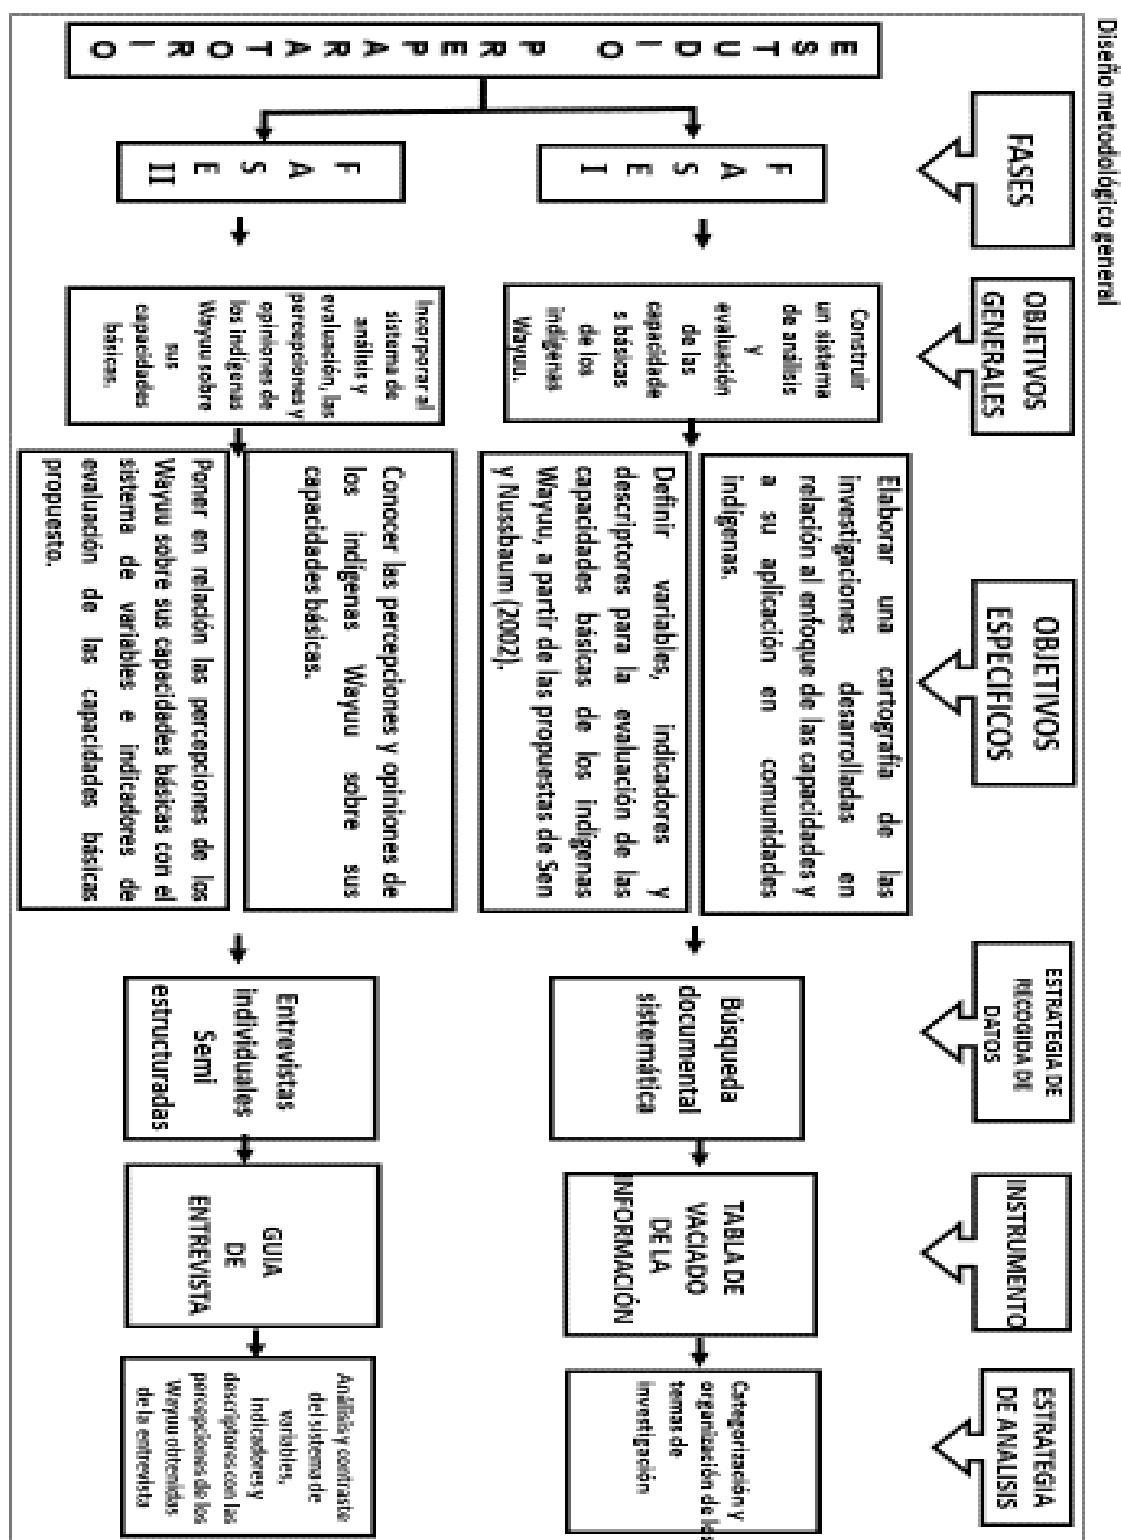 Diseño metodológico general
FASES
OBJETIVOS
GENERALES
OBJETIVOS
ESPECIFICOS
ESTRATEGIA DE
RECOGIDA DE
DATOS
INSTRUMENTO
ESTRATEGIA
DE ANALISIS
ESTUDIO PREPARATORIO
FASE I
Construir
un sistema
de análisis
y
evaluación
de las
capacidade
s básicas
de los
indígenas
Wayuu.
Elaborar una cartografía de las
investigaciones desarrolladas en
relación al enfoque de las capacidades y
a su aplicación en comunidades
indígenas.
Definir variables, indicadores y
descriptores para la evaluación de las
capacidades básicas de los indígenas
Wayuu, a partir de las propuestas de Sen
y Nussbaum (2002).
Búsqueda
documental
sistemática
TABLA DE
VACIADO
DE LA
INFORMACIÓN
Categorización y
organización de los
temas de
investigación
FASE II
Incorporar al
sistema de
análisis y
evaluación, las
percepciones y
opiniones de
los indígenas
Wayuu sobre
sus
capacidades
básicas.
Conocer las percepciones y opiniones de
los indígenas Wayuu sobre sus
capacidades básicas.
Poner en relación las percepciones de los
Wayuu sobre sus capacidades básicas con el
sistema de variables e indicadores de
evaluación de las capacidades básicas
propuesto.
Entrevistas
individuales
Semi
estructuradas
GUIA
DE
ENTREVISTA
Análisis y contraste
del sistema de
variables,
indicadores y
descriptores con las
percepciones de los
Wayuu obtenidas
de la entrevista